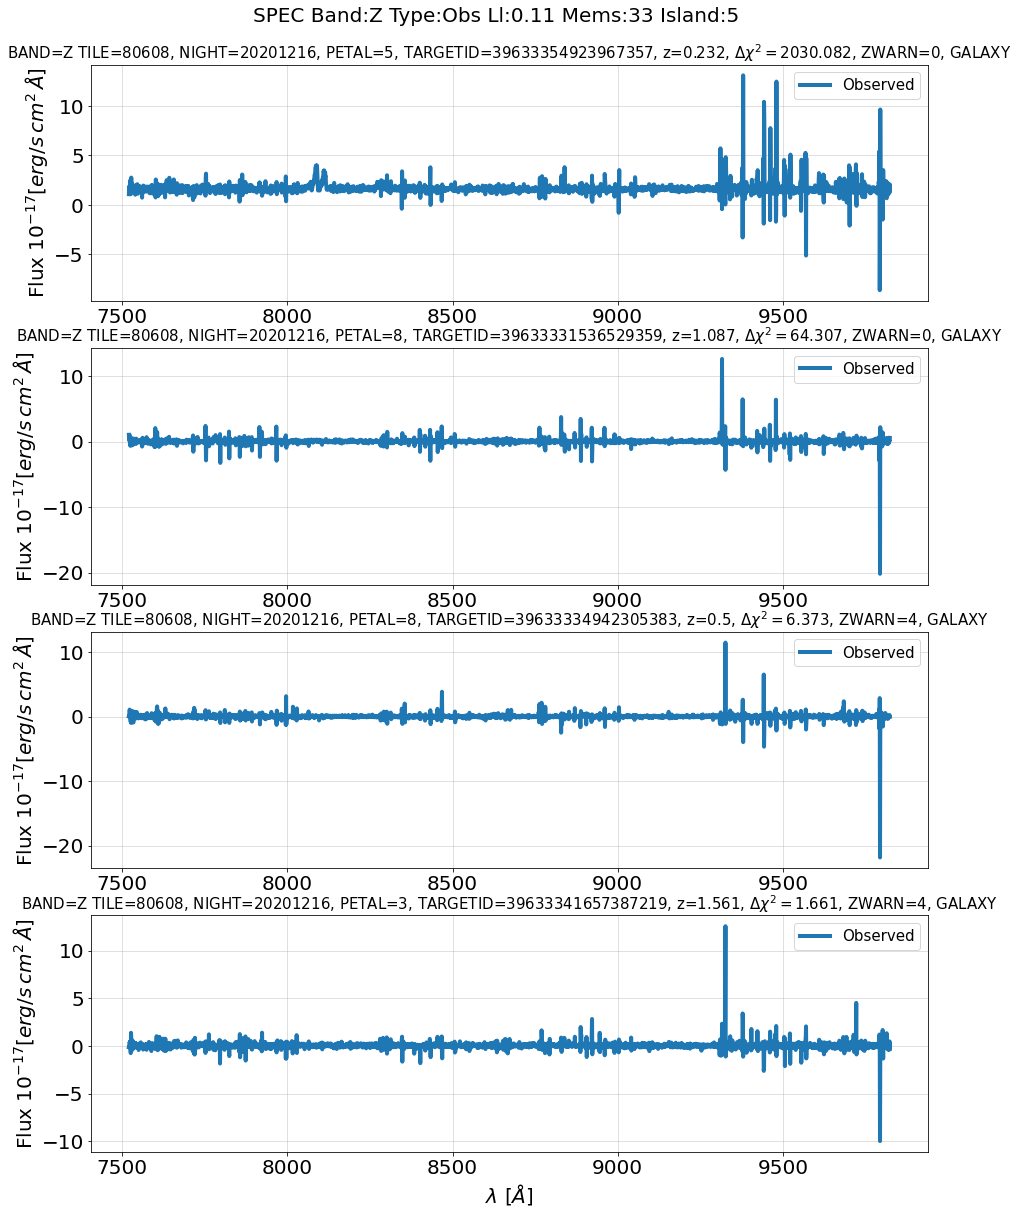 SPEC Band:Z Type:Obs Ll:0.11 Mems:33 Island:5
BAND=Z TILE=80608, NIGHT=20201216, PETAL=5, TARGETID=39633354923967357, z=0.232, Δχ² = 2030.082, ZWARN=0, GALAXY
Observed
Flux 10⁻¹⁷[erg/s cm² Å]
10
5
0
−5
7500 8000 8500 9000 9500
BAND=Z TILE=80608, NIGHT=20201216, PETAL=8, TARGETID=39633331536529359, z=1.087, Δχ² = 64.307, ZWARN=0, GALAXY
Observed
Flux 10⁻¹⁷[erg/s cm² Å]
10
0
−10
−20
7500 8000 8500 9000 9500
BAND=Z TILE=80608, NIGHT=20201216, PETAL=8, TARGETID=39633334942305383, z=0.5, Δχ² = 6.373, ZWARN=4, GALAXY
Observed
Flux 10⁻¹⁷[erg/s cm² Å]
10
0
−10
−20
7500 8000 8500 9000 9500
BAND=Z TILE=80608, NIGHT=20201216, PETAL=3, TARGETID=39633341657387219, z=1.561, Δχ² = 1.661, ZWARN=4, GALAXY
Observed
Flux 10⁻¹⁷[erg/s cm² Å]
10
5
0
−5
−10
7500 8000 8500 9000 9500
λ [Å]